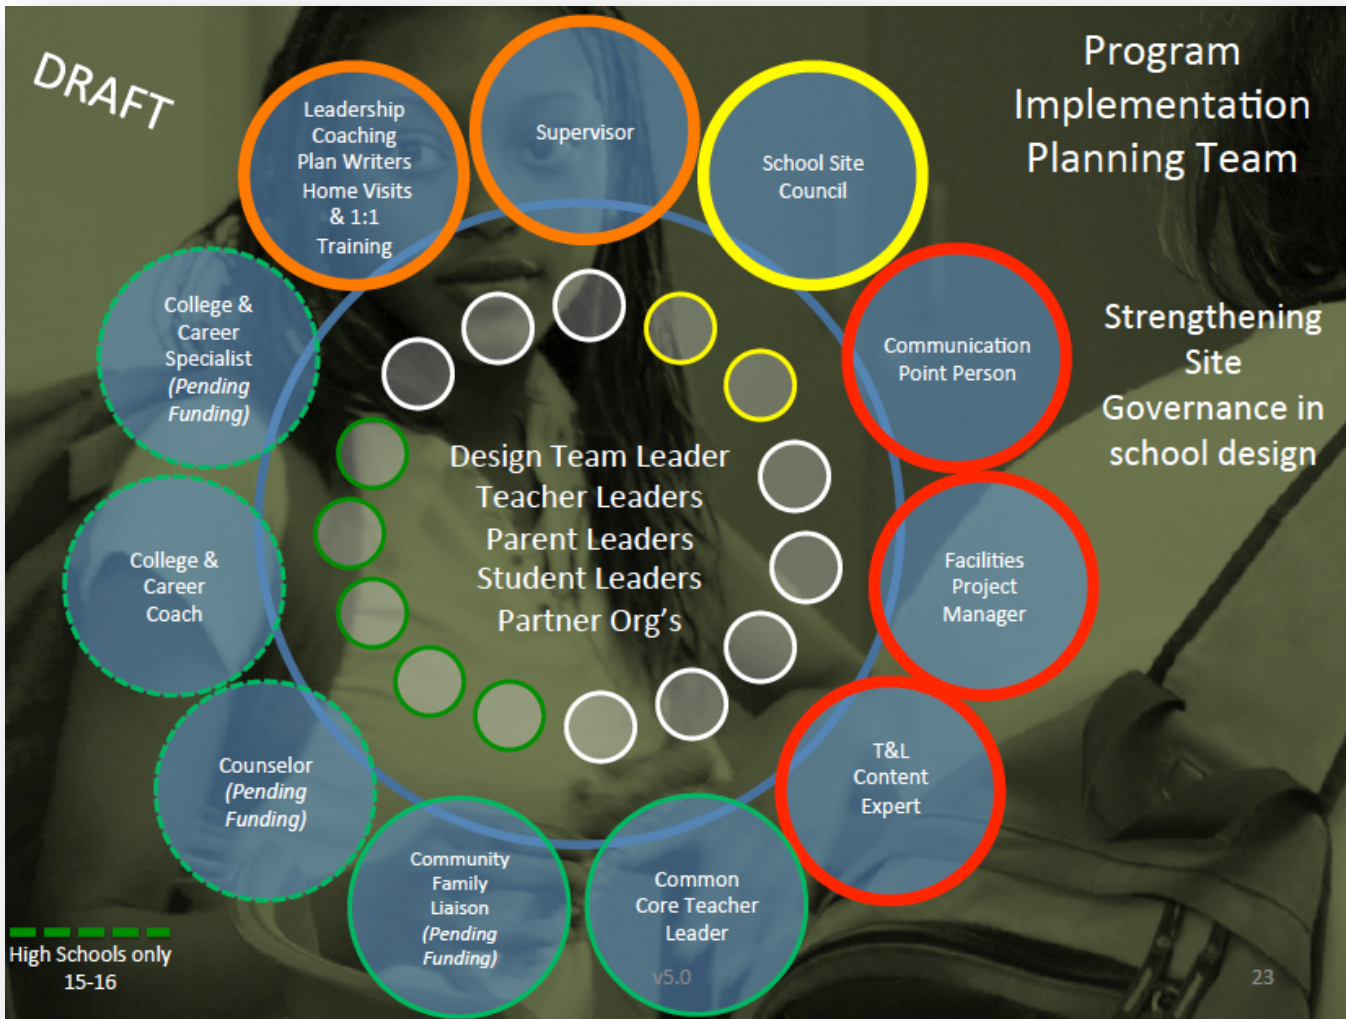 DRAFT
Program
Implementation
Planning Team
Strengthening
Site
Governance in
school design
Leadership
Coaching
Plan Writers
Home Visits
& 1:1
Training
Supervisor
School Site
Council
Communication
Point Person
Facilities
Project
Manager
T&L
Content
Expert
Common
Core Teacher
Leader
Community
Family
Liaison
(Pending
Funding)
Counselor
(Pending
Funding)
College &
Career
Coach
College &
Career
Specialist
(Pending
Funding)
Design Team Leader
Teacher Leaders
Parent Leaders
Student Leaders
Partner Org's
High Schools only
15-16
v5.0
23